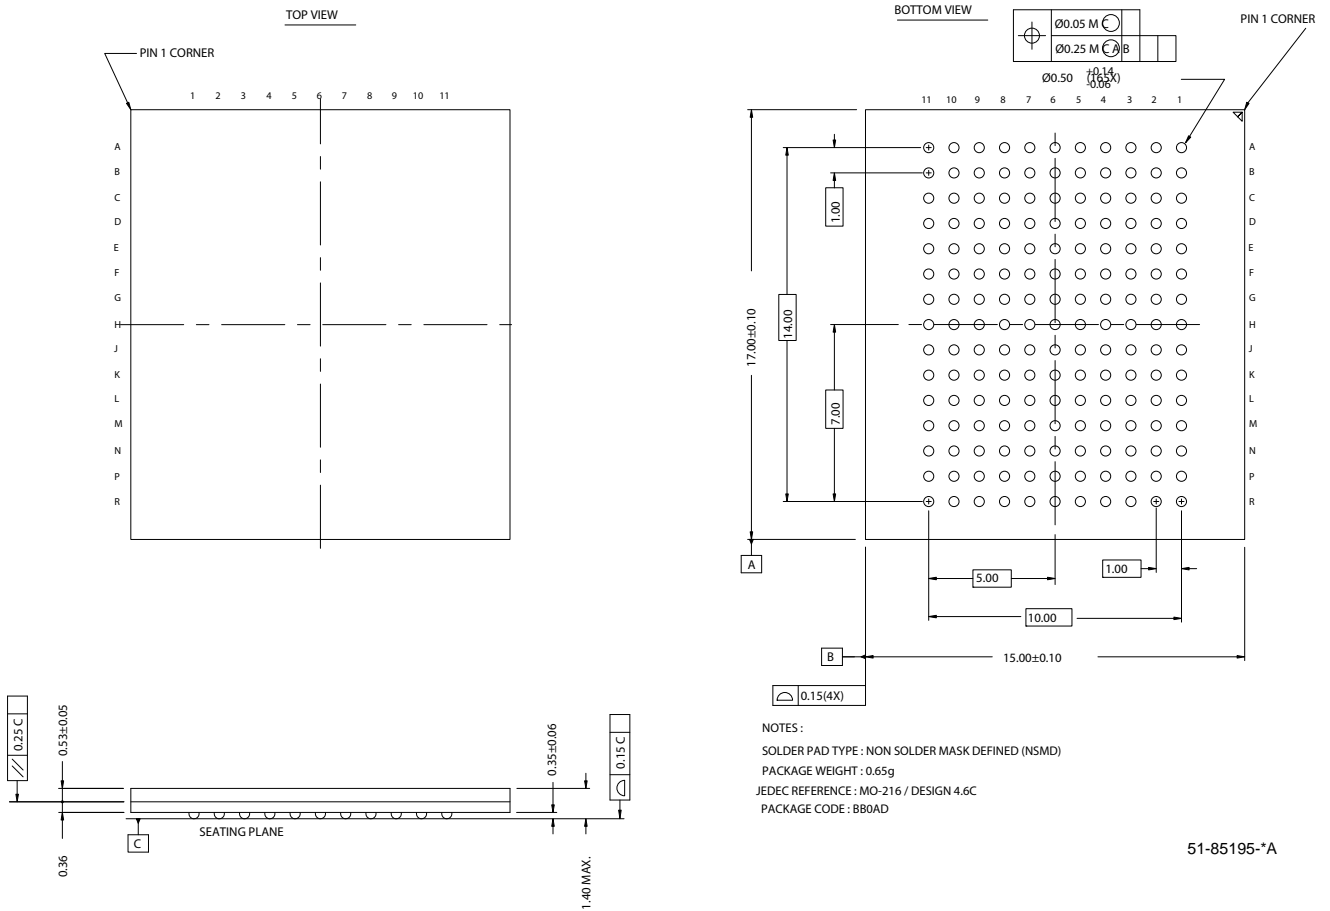 TOP VIEW
PIN 1 CORNER
1 2 3 4 5 6 7 8 9 10 11
A
B
C
D
E
F
G
H
J
K
L
M
N
P
R
BOTTOM VIEW
PIN 1 CORNER
Ø0.05 M C
Ø0.25 M C A B
Ø0.50 +0.14 -0.06 (165X)
11 10 9 8 7 6 5 4 3 2 1
A
B
C
D
E
F
G
H
J
K
L
M
N
P
R
1.00
14.00
17.00±0.10
7.00
A
5.00
1.00
10.00
B
15.00±0.10
0.15(4X)
0.25 C
0.53±0.05
0.35±0.06
0.15 C
SEATING PLANE
C
0.36
1.40 MAX.
NOTES :
SOLDER PAD TYPE : NON SOLDER MASK DEFINED (NSMD)
PACKAGE WEIGHT : 0.65g
JEDEC REFERENCE : MO-216 / DESIGN 4.6C
PACKAGE CODE : BB0AD
51-85195-*A